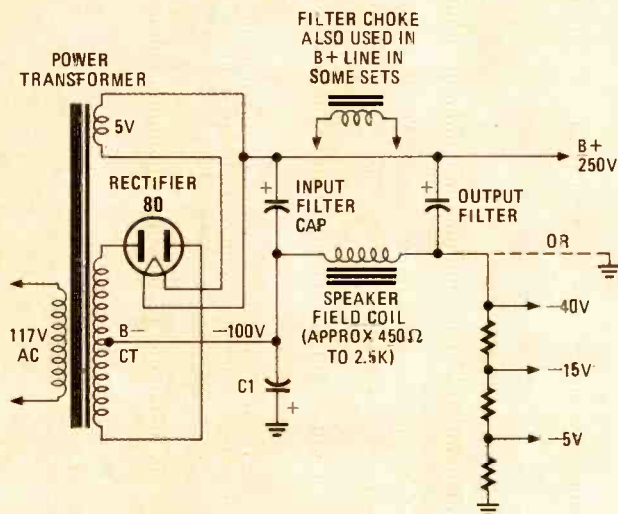 FILTER CHOKE
ALSO USED IN
B+ LINE IN
SOME SETS
POWER
TRANSFORMER
5V
B+
250V
RECTIFIER
80
+
INPUT
FILTER
CAP
+
OUTPUT
FILTER
OR
117V
AC
B-
CT
-100V
SPEAKER
FIELD COIL
(APPROX 450Ω
TO 2.5K)
-40V
C1
+
-15V
-5V